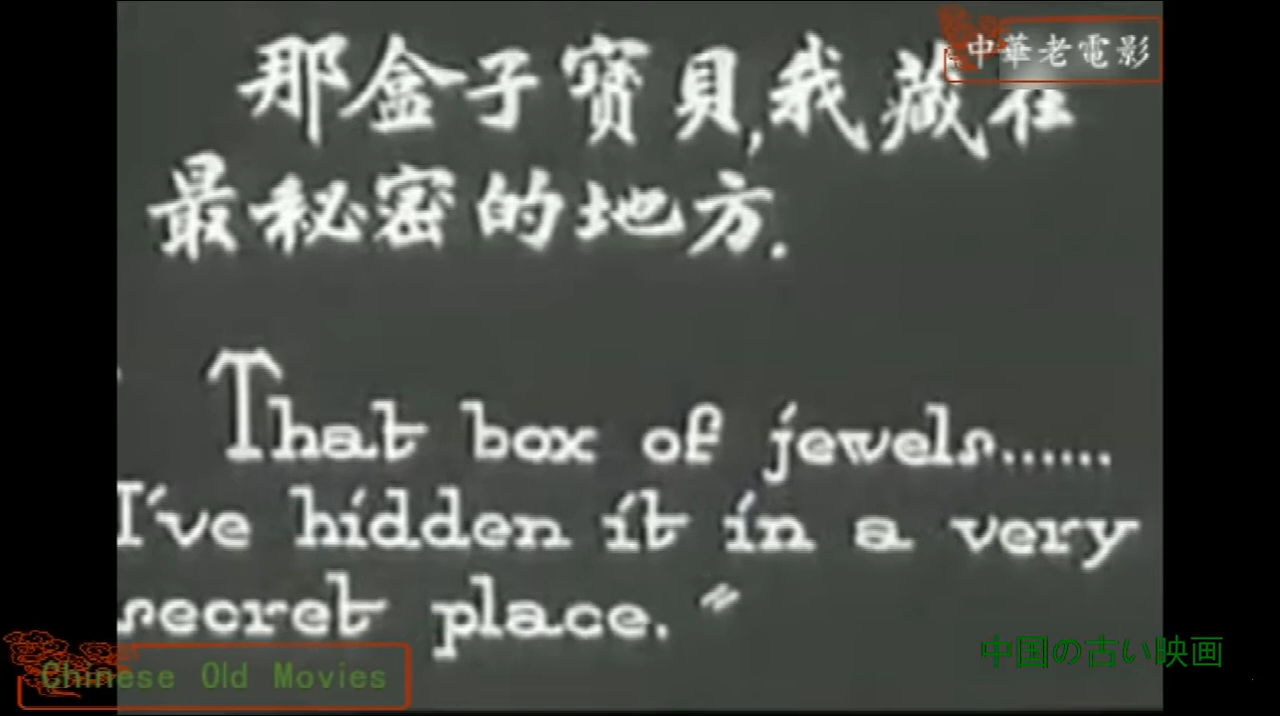 中華老電影
那盒子寶貝,我藏在
最秘密的地方.
That box of jewels......
I've hidden it in a very
secret place."
中国の古い映画
Chinese Old Movies